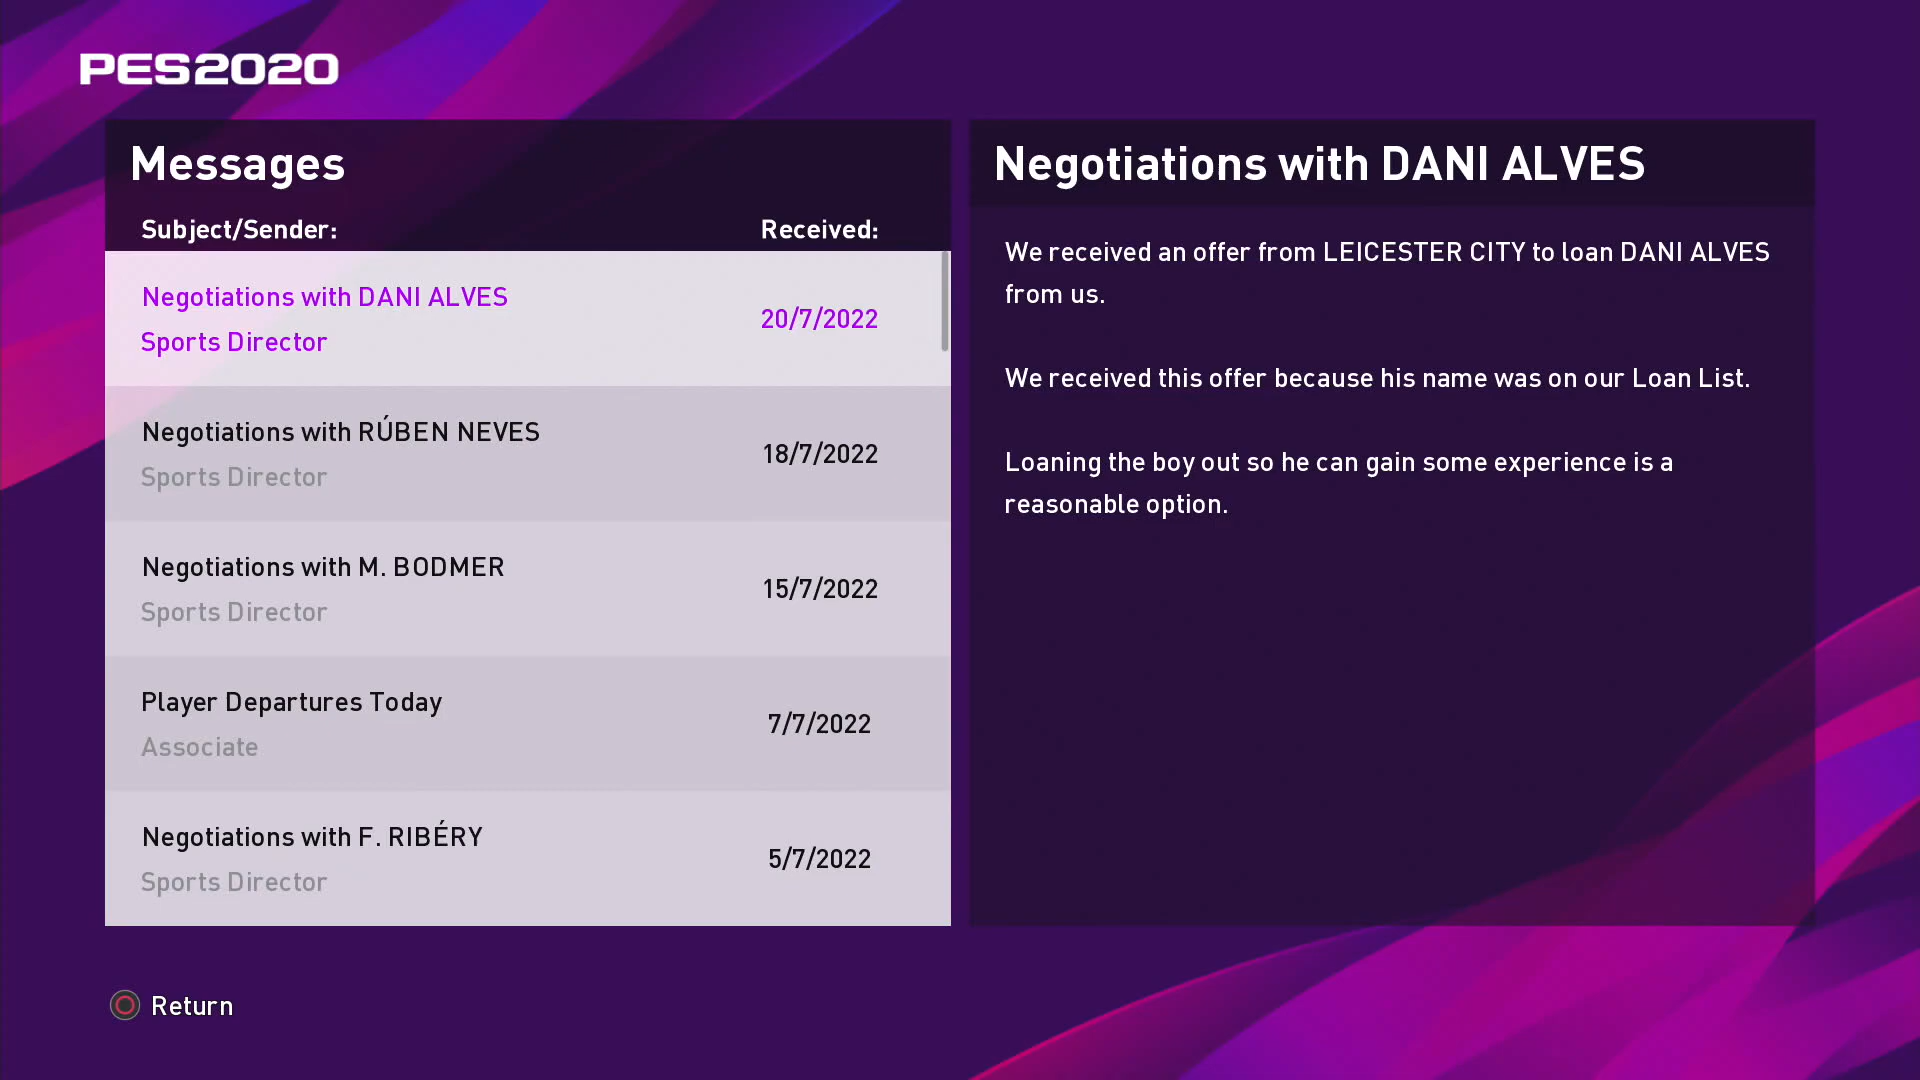 PES2020
Messages
Subject/Sender: Received:
Negotiations with DANI ALVES
Sports Director
20/7/2022
Negotiations with RÚBEN NEVES
Sports Director
18/7/2022
Negotiations with M. BODMER
Sports Director
15/7/2022
Player Departures Today
Associate
7/7/2022
Negotiations with F. RIBÉRY
Sports Director
5/7/2022
Negotiations with DANI ALVES
We received an offer from LEICESTER CITY to loan DANI ALVES
from us.
We received this offer because his name was on our Loan List.
Loaning the boy out so he can gain some experience is a
reasonable option.
Return